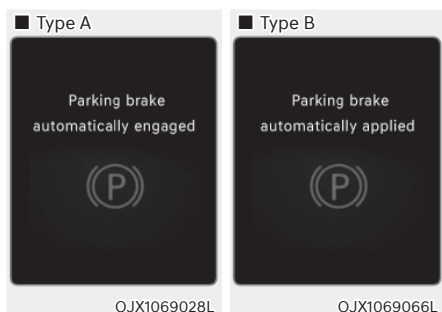 ■ Type A
Parking brake
automatically engaged
P
OJX1069028L
■ Type B
Parking brake
automatically applied
P
OJX1069066L